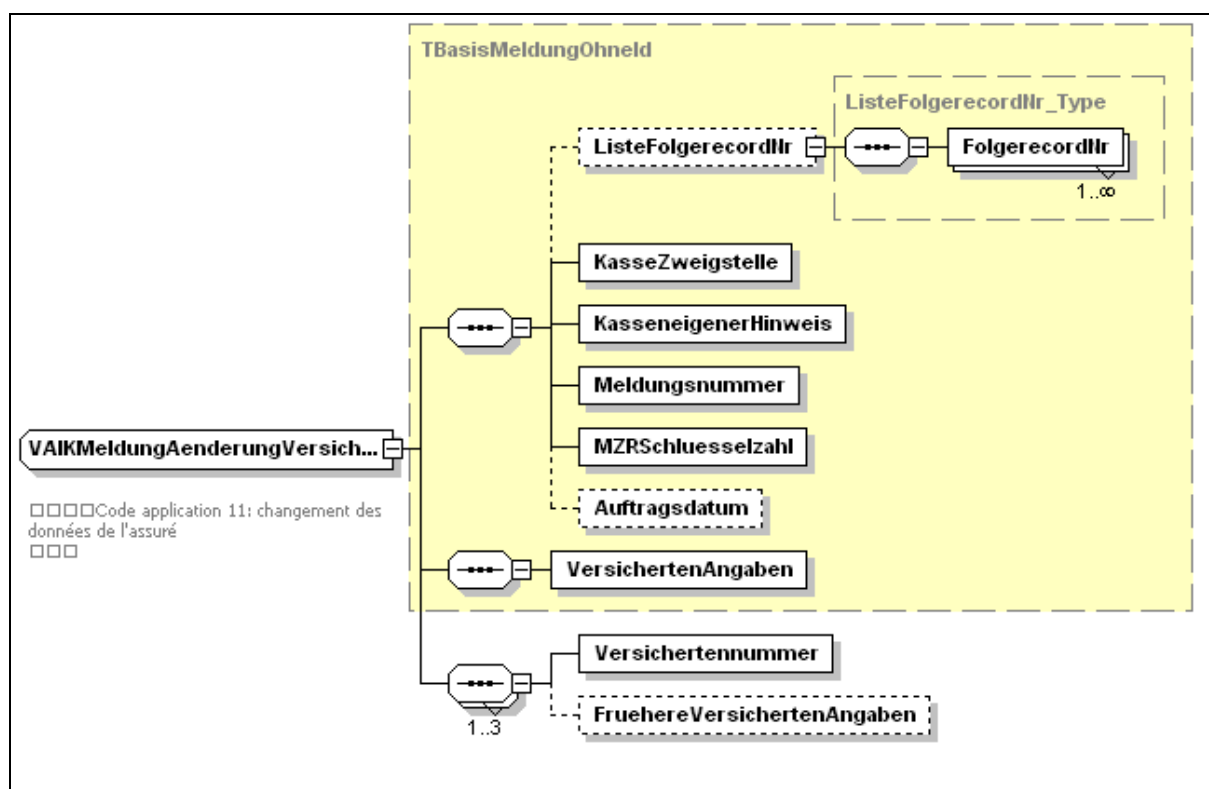 TBasisMeldungOhneId
ListeFolgerecordNr_Type
ListeFolgerecordNr
FolgerecordNr
1..∞
KasseZweigstelle
KasseneigenerHinweis
Meldungsnummer
MZRSchluesselzahl
VAIKMeldungAenderungVersich...
Auftragsdatum
□□□□Code application 11: changement des
données de l'assuré
□□□
VersichertenAngaben
Versichertennummer
FruehereVersichertenAngaben
1..3